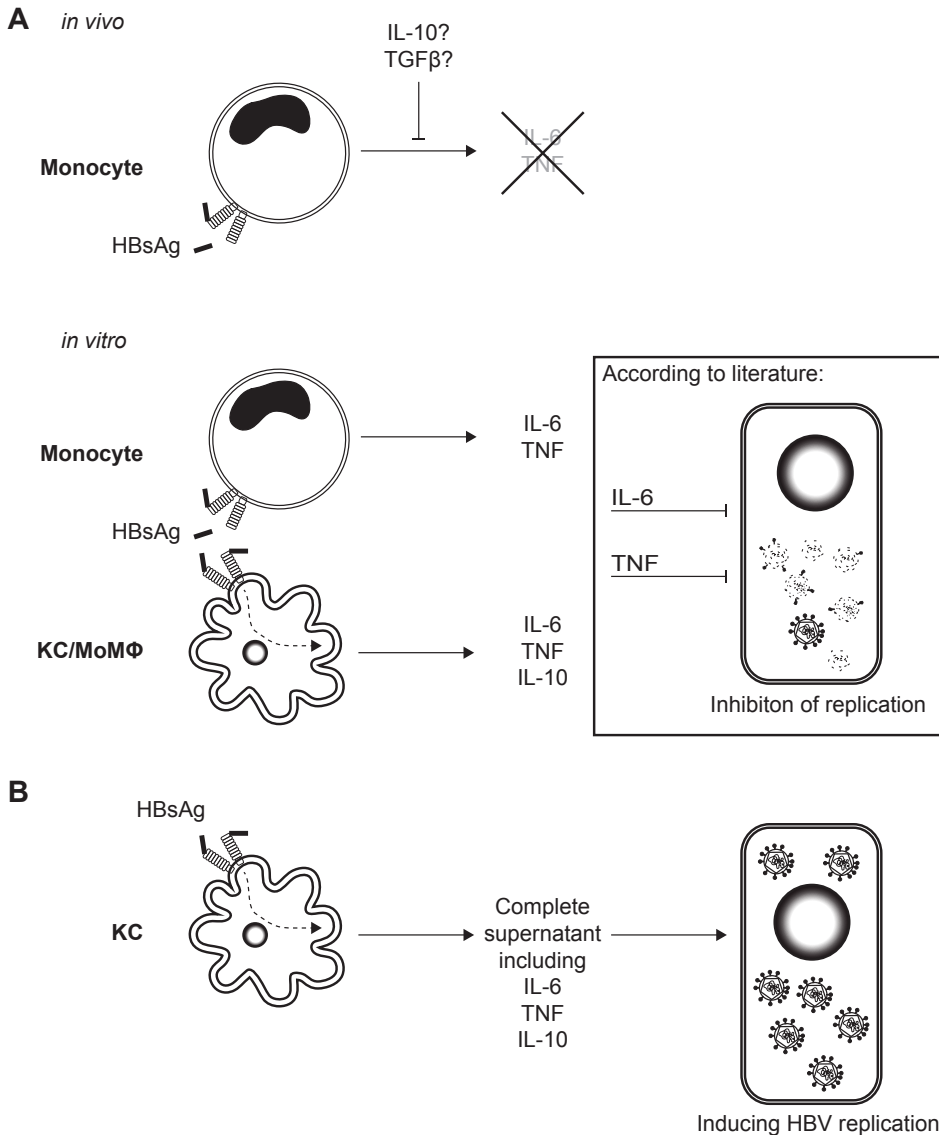 A
in vivo
IL-10?
TGFβ?
IL-6
TNF
Monocyte
HBsAg
in vitro
Monocyte
HBsAg
IL-6
TNF
KC/MoMΦ
IL-6
TNF
IL-10
According to literature:
IL-6
TNF
Inhibiton of replication
B
HBsAg
KC
Complete
supernatant
including
IL-6
TNF
IL-10
Inducing HBV replication